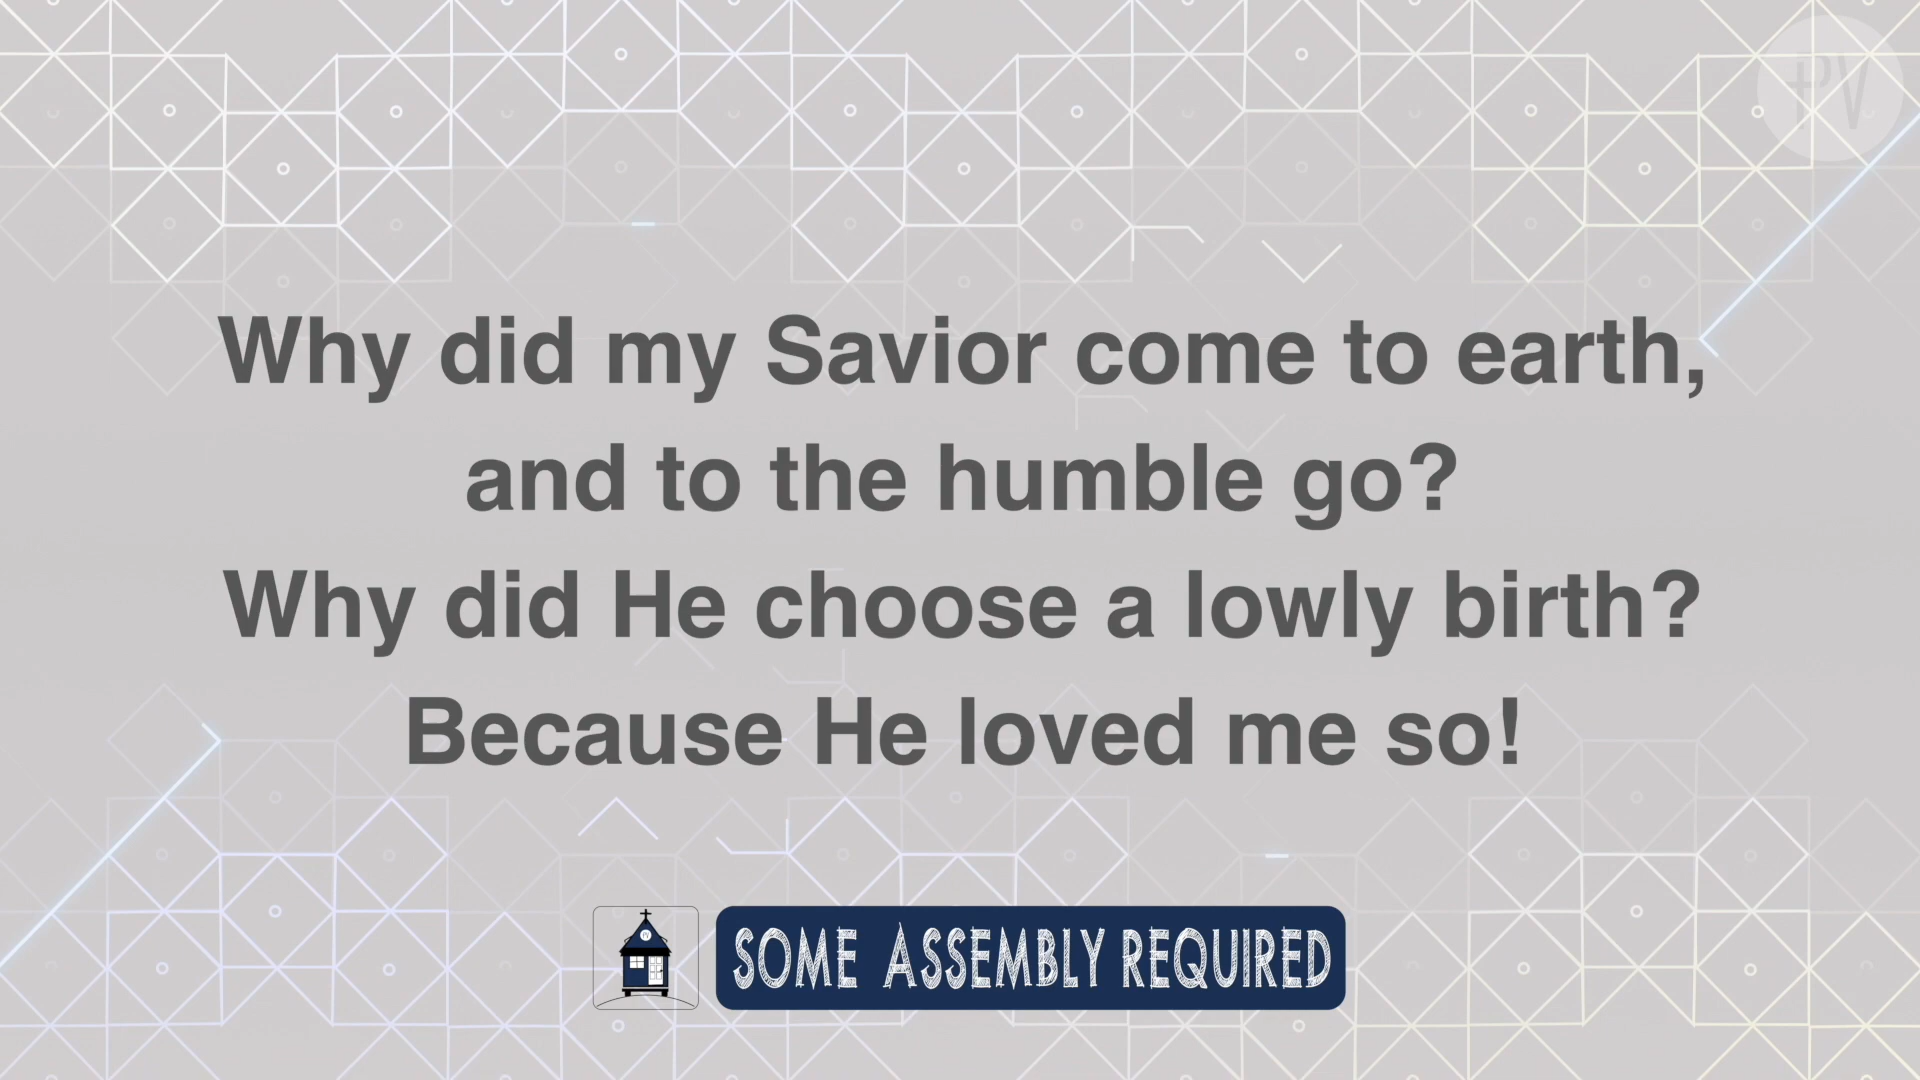 PV
Why did my Savior come to earth,
and to the humble go?
Why did He choose a lowly birth?
Because He loved me so!
SOME ASSEMBLY REQUIRED